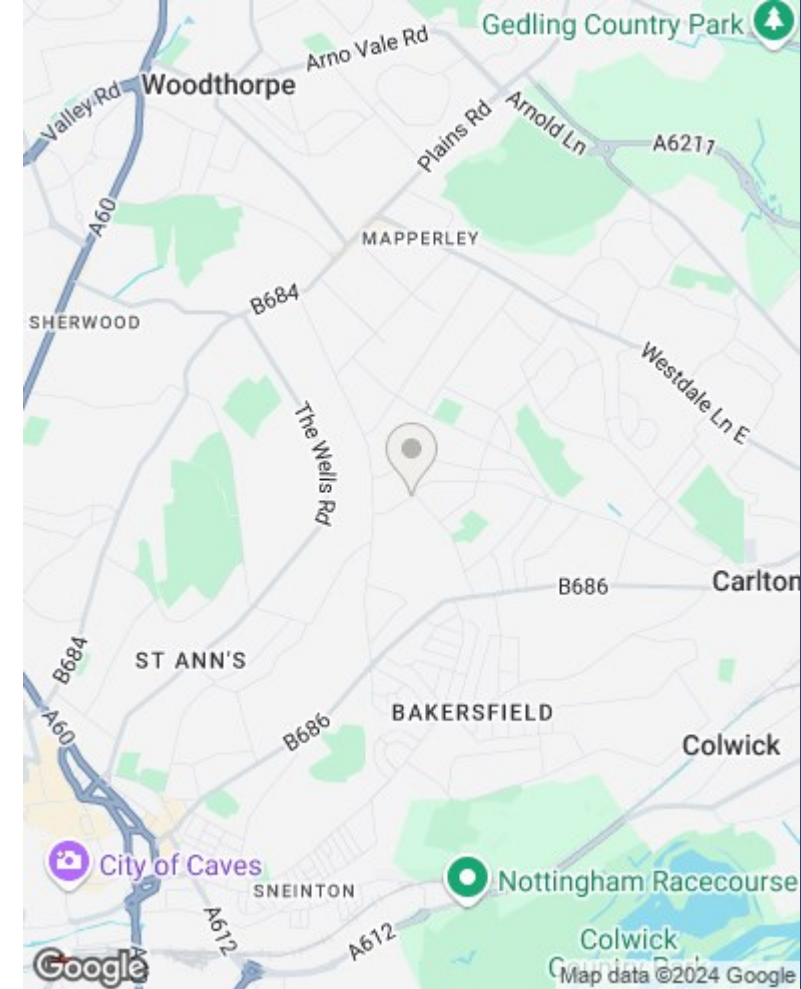 Gedling Country Park
Arno Vale Rd
Woodthorpe
Valley Rd
Plains Rd
Arnold Ln
A6211
A60
MAPPERLEY
B684
SHERWOOD
Westdale Ln E
The Wells Rd
B686
Carlton
B684
ST ANN'S
A60
B686
BAKERSFIELD
Colwick
City of Caves
Nottingham Racecourse
SNEINTON
A612
A612
Colwick
Country Park
Google
Map data ©2024 Google